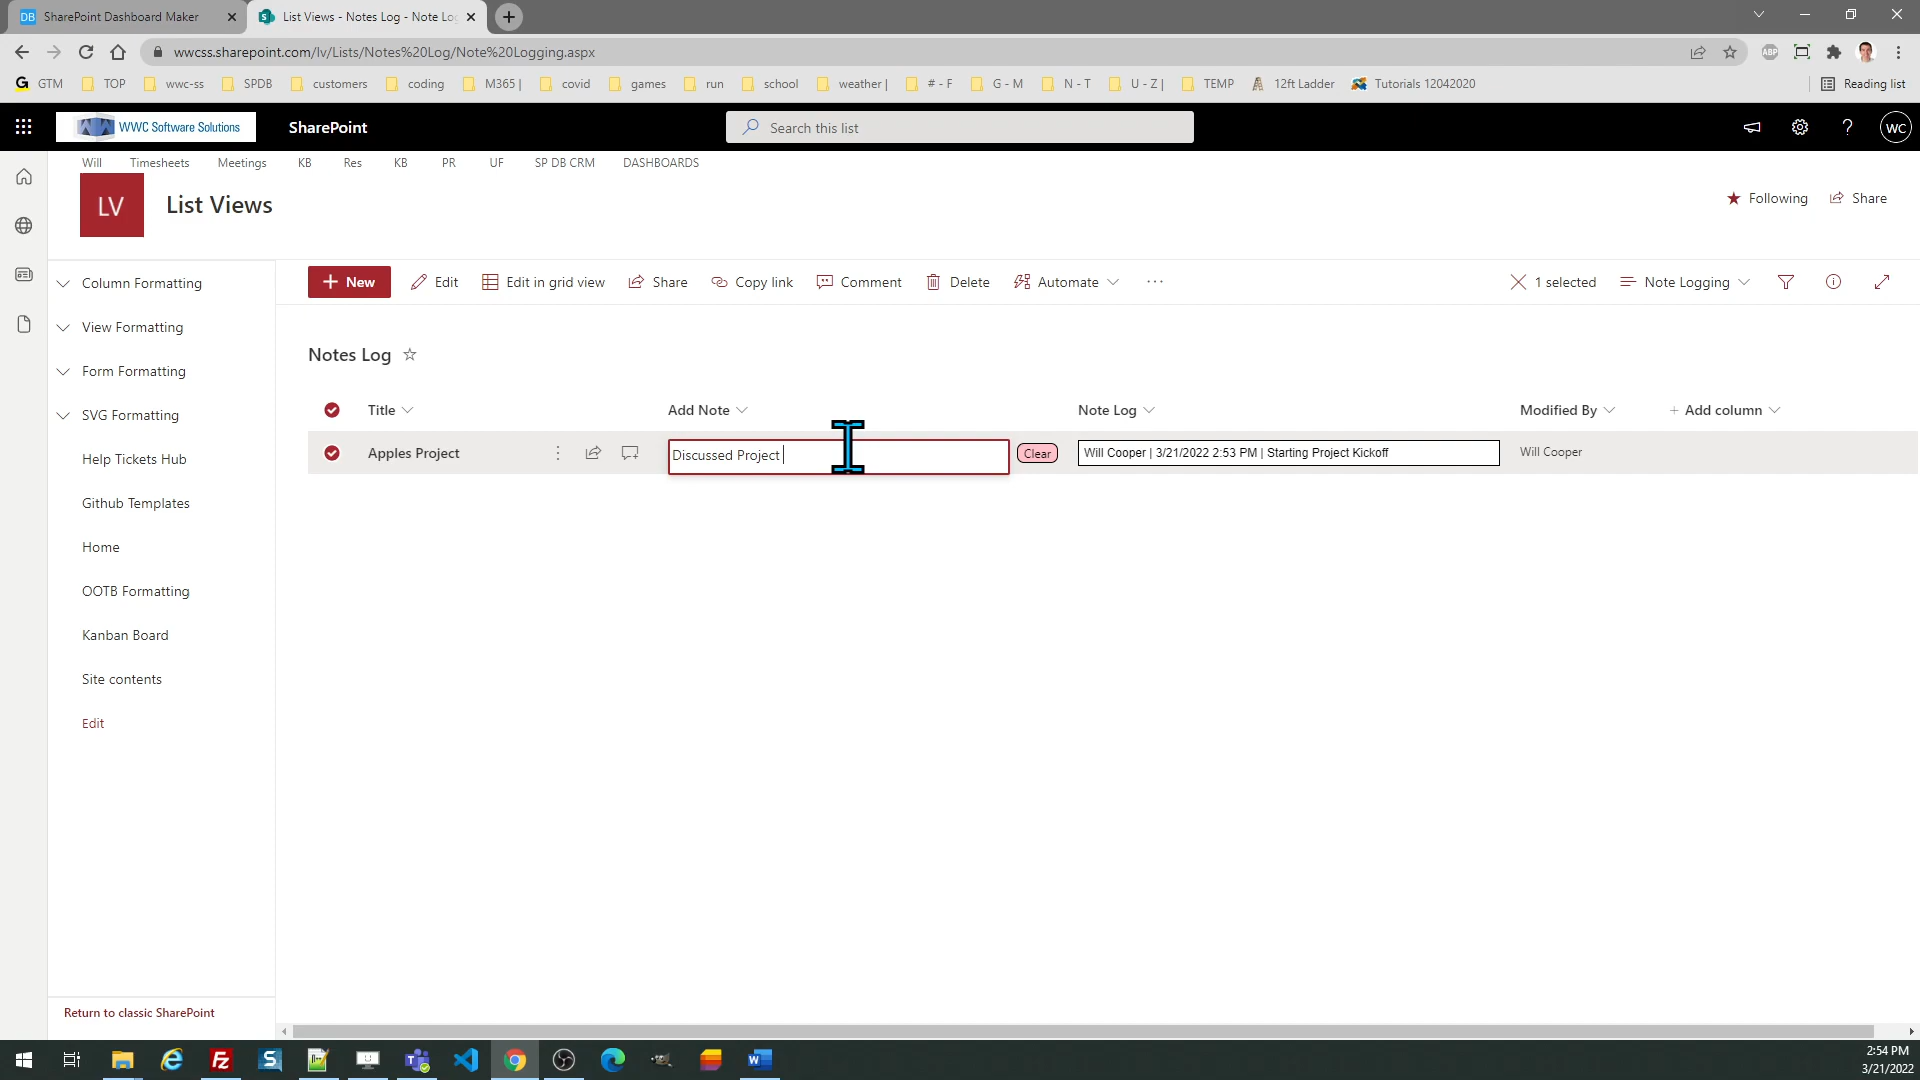 DB SharePoint Dashboard Maker
S List Views - Notes Log - Note Log
wwcss.sharepoint.com/lv/Lists/Notes%20Log/Note%20Logging.aspx
ABP
G GTM TOP wwc-ss SPDB customers coding M365 | covid games run school weather | # - F G - M N - T U - Z | TEMP 12ft Ladder Tutorials 12042020 Reading list
WWC Software Solutions SharePoint Search this list ? WC
Will Timesheets Meetings KB Res KB PR UF SP DB CRM DASHBOARDS
LV List Views Following Share
New Edit Edit in grid view Share Copy link Comment Delete Automate ... 1 selected Note Logging
Column Formatting
View Formatting
Form Formatting
SVG Formatting
Help Tickets Hub
Github Templates
Home
OOTB Formatting
Kanban Board
Site contents
Edit
Return to classic SharePoint
Notes Log
Title Add Note Note Log Modified By + Add column
Apples Project Discussed Project Clear Will Cooper | 3/21/2022 2:53 PM | Starting Project Kickoff Will Cooper
2:54 PM
3/21/2022